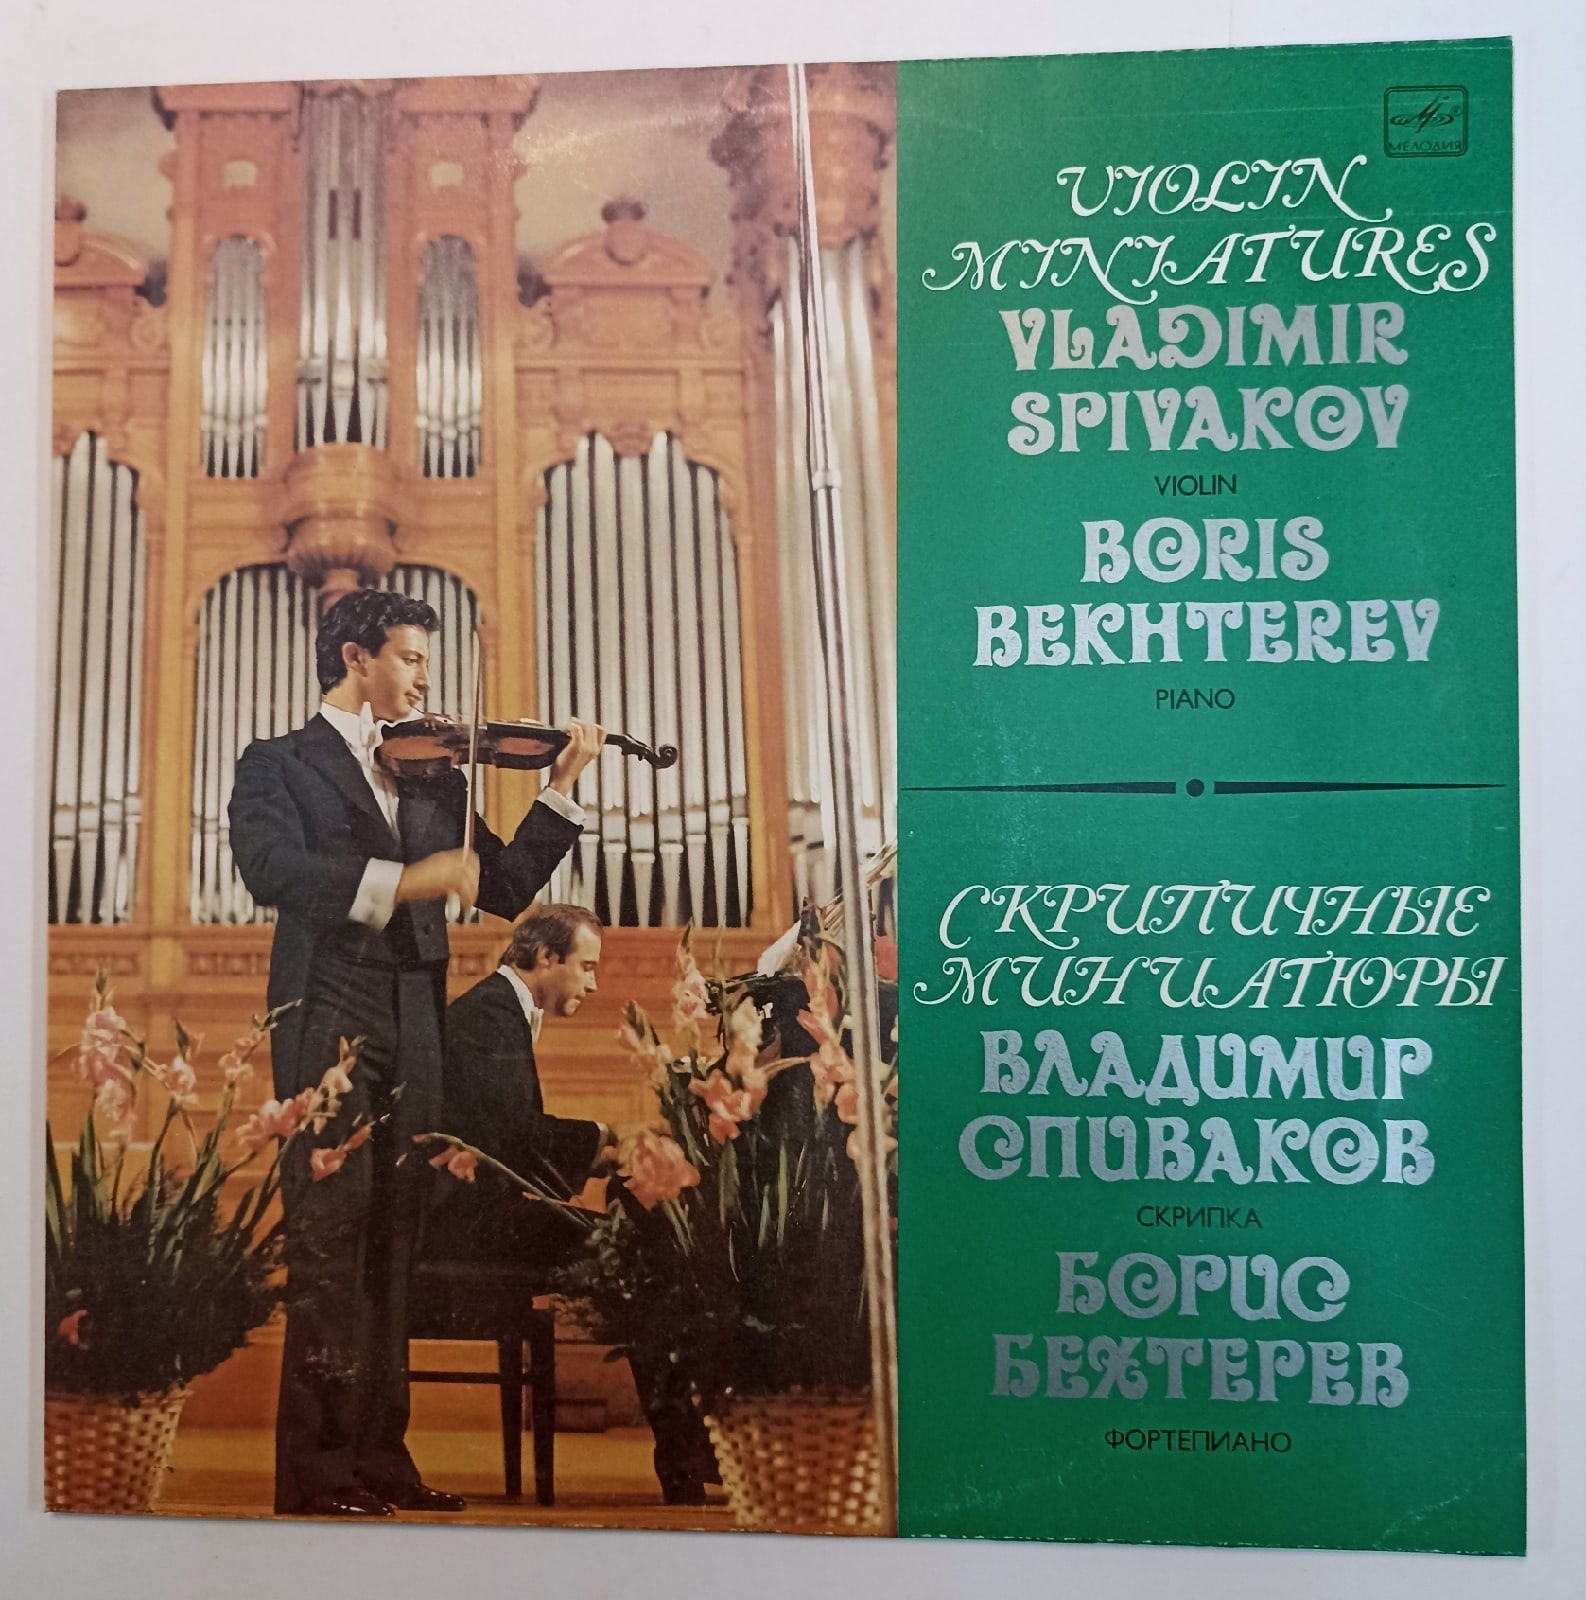 МЕЛОДИЯ
VIOLIN
MINIATURES
VLADIMIR
SPIVAKOV
VIOLIN
BORIS
BEKHTEREV
PIANO
СКРИПИЧНЫЕ
МИНИАТЮРЫ
ВЛАДИМИР
СПИВАКОВ
СКРИПКА
БОРИС
БЕХТЕРЕВ
ФОРТЕПИАНО